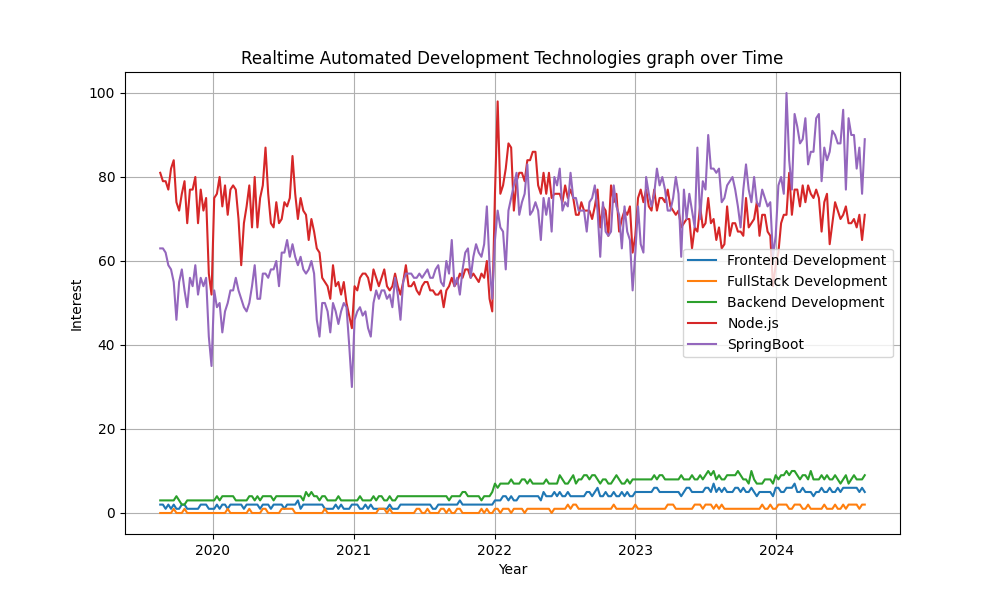 Realtime Automated Development Technologies graph over Time
100
80
60
40
20
0
Interest
Frontend Development
FullStack Development
Backend Development
Node.js
SpringBoot
2020
2021
2022
2023
2024
Year